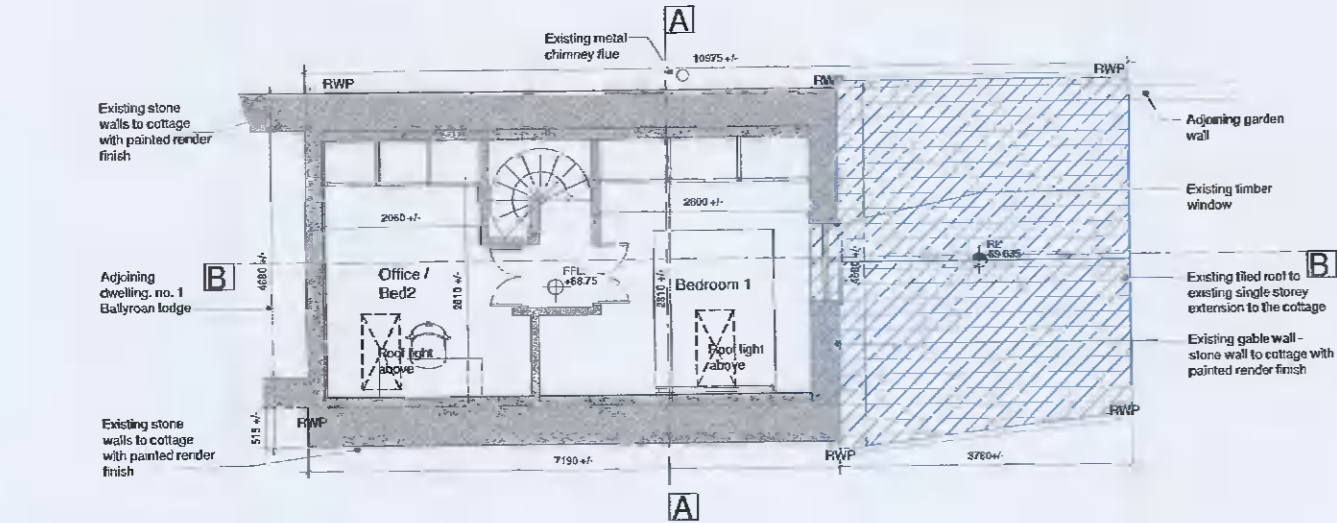 A
Existing metal
chimney flue
10975 +/-
RWP
RWP
RWP
Existing stone
walls to cottage
with painted render
finish
Adjoining garden
wall
Existing timber
window
2060 +/-
2800 +/-
B
Adjoining
dwelling. no. 1
Ballyroan lodge
4680 +/-
Office /
Bed2
2810 +/-
FFL
+68.75
2810 +/-
Bedroom 1
RL
B
Existing tiled roof to
existing single storey
extension to the cottage
Existing gable wall -
stone wall to cottage with
painted render finish
Roof light
above
Roof light
above
Existing stone
walls to cottage
with painted render
finish
515 +/-
RWP
RWP
RWP
7190 +/-
3780+/-
A